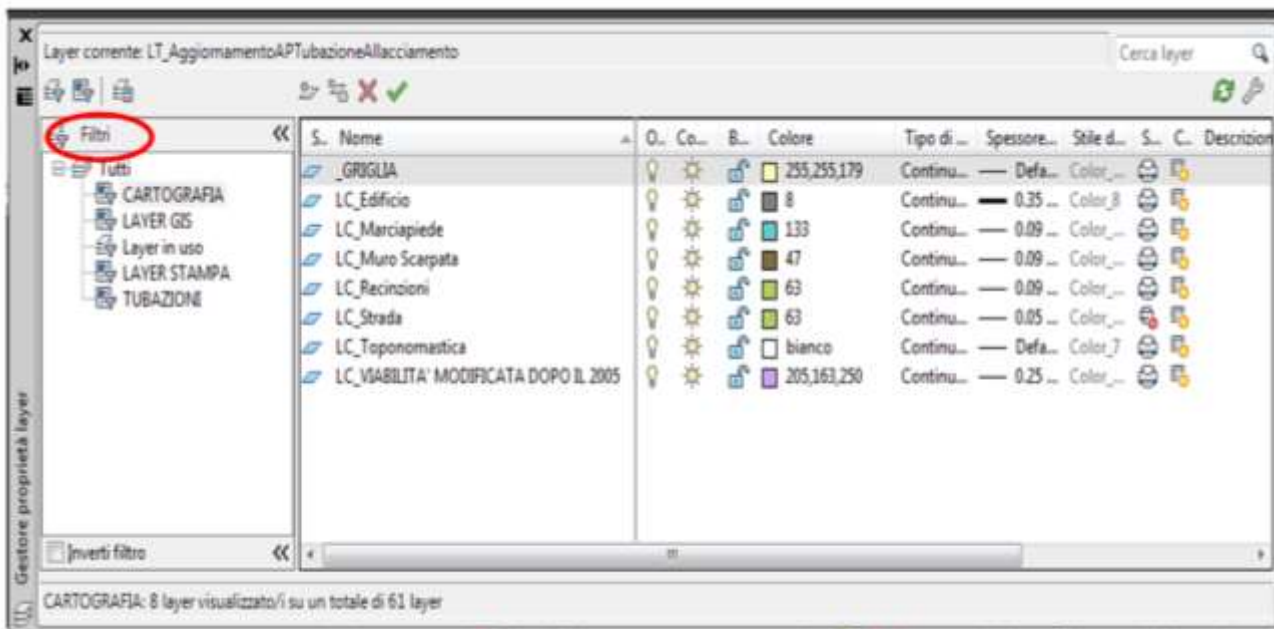 Layer corrente: LT_AggiornamentoAPTubazioneAllacciamento
Cerca layer
Filtri
Tutti
CARTOGRAFIA
LAYER GIS
Layer in uso
LAYER STAMPA
TUBAZIONI
Inverti filtro
S.. Nome O.. Co... B... Colore Tipo di ... Spessore... Stile d... S... C.. Descrizion
_GRIGLIA 255,255,179 Continu... Defa... Color_...
LC_Edificio 8 Continu... 0.35 ... Color_8
LC_Marciapiede 133 Continu... 0.09 ... Color_...
LC_Muro Scarpata 47 Continu... 0.09 ... Color_...
LC_Recinzioni 63 Continu... 0.09 ... Color_...
LC_Strada 63 Continu... 0.05 ... Color_...
LC_Toponomastica bianco Continu... Defa... Color_7
LC_VIABILITA' MODIFICATA DOPO IL 2005 205,163,250 Continu... 0.25 ... Color_...
Gestore proprietà layer
CARTOGRAFIA: 8 layer visualizzato/i su un totale di 61 layer